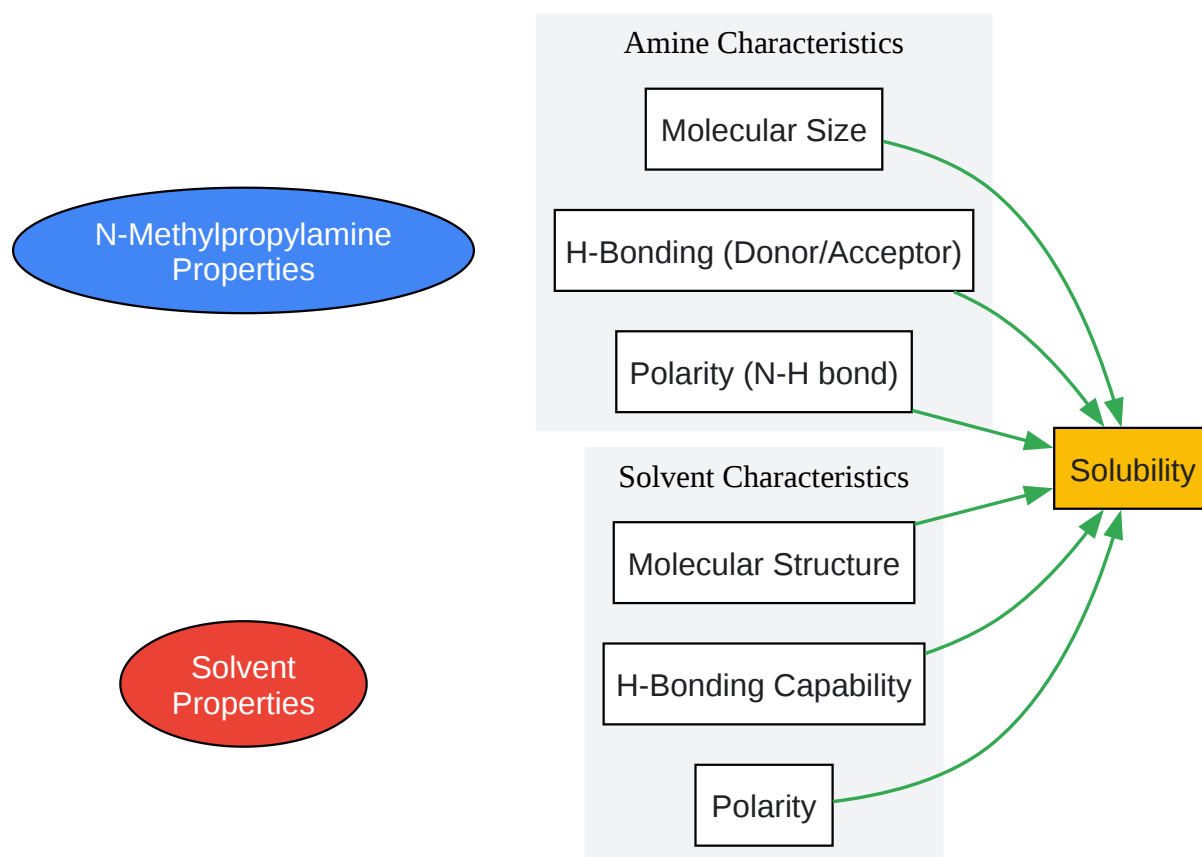 Amine Characteristics
Molecular Size
N-Methylpropylamine
Properties
H-Bonding (Donor/Acceptor)
Polarity (N-H bond)
Solubility
Solvent Characteristics
Molecular Structure
Solvent
Properties
H-Bonding Capability
Polarity